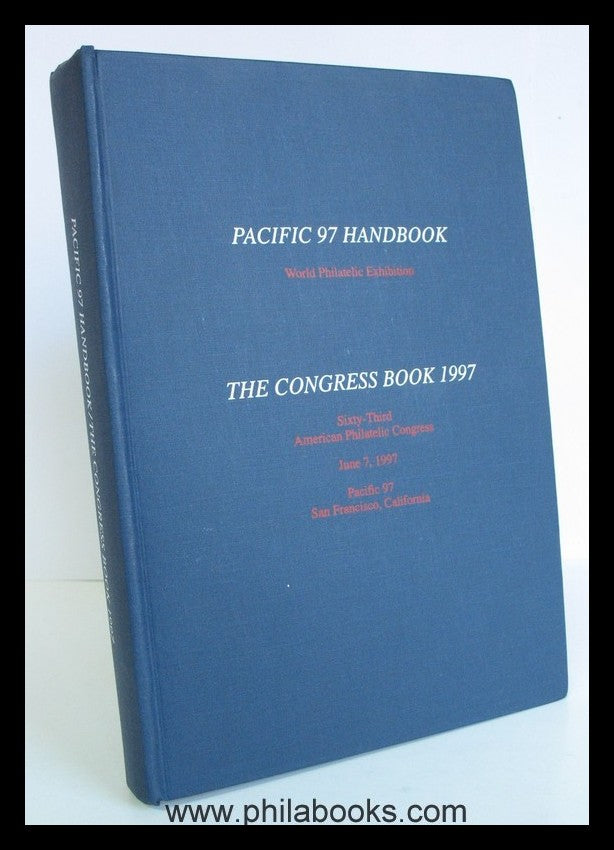 PACIFIC 97 HANDBOOK
World Philatelic Exhibition
THE CONGRESS BOOK 1997
Sixty-Third
American Philatelic Congress
June 7, 1997
Pacific 97
San Francisco, California
PACIFIC 97 HANDBOOK/THE CONGRESS BOOK 1997
www.philabooks.com